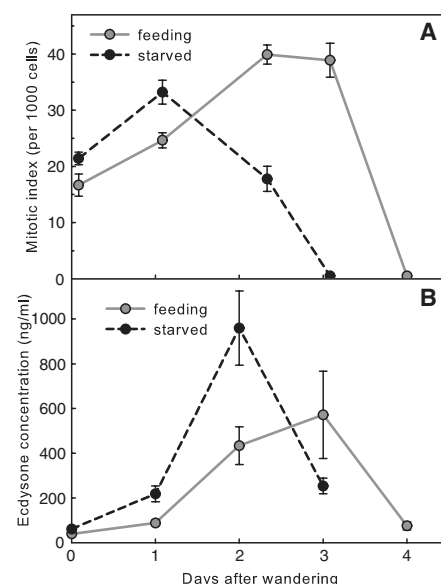 A
feeding
starved
Mitotic index (per 1000 cells)
40
30
20
10
0
B
feeding
starved
Ecdysone concentration (ng/ml)
1000
800
600
400
200
0
0 1 2 3 4
Days after wandering